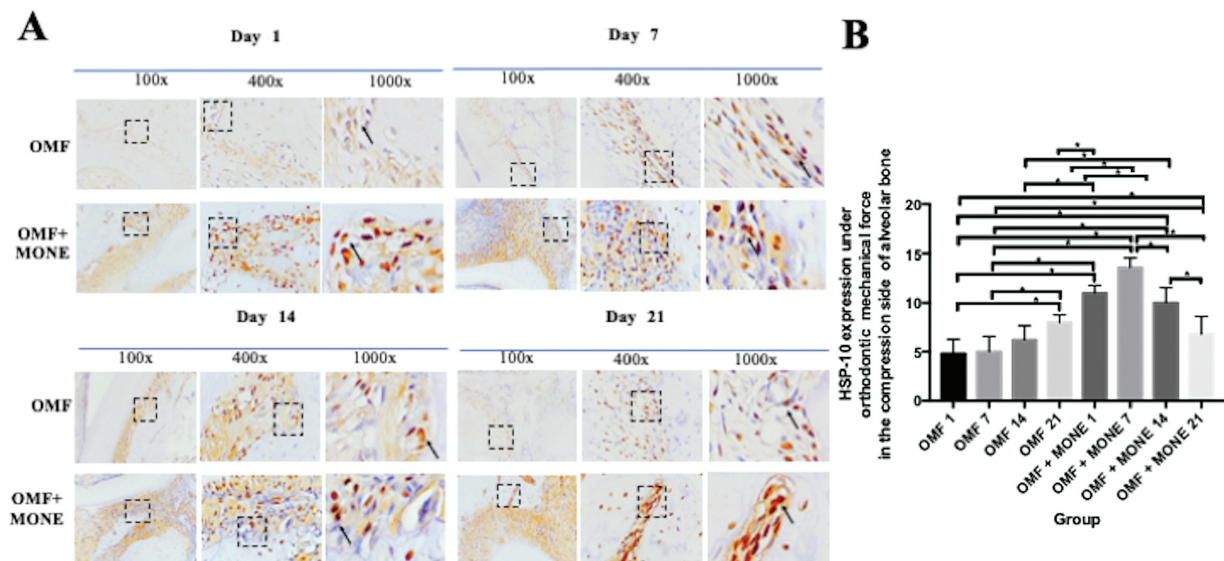 A
Day 1
Day 7
100x 400x 1000x
100x 400x 1000x
OMF
OMF+
MONE
Day 14
Day 21
100x 400x 1000x
100x 400x 1000x
OMF
OMF+
MONE
B
HSP-10 expression under
orthodontic mechanical force
in the compression side of alveolar bone
20
15
10
5
0
OMF 1
OMF 7
OMF 14
OMF 21
OMF + MONE 1
OMF + MONE 7
OMF + MONE 14
OMF + MONE 21
Group